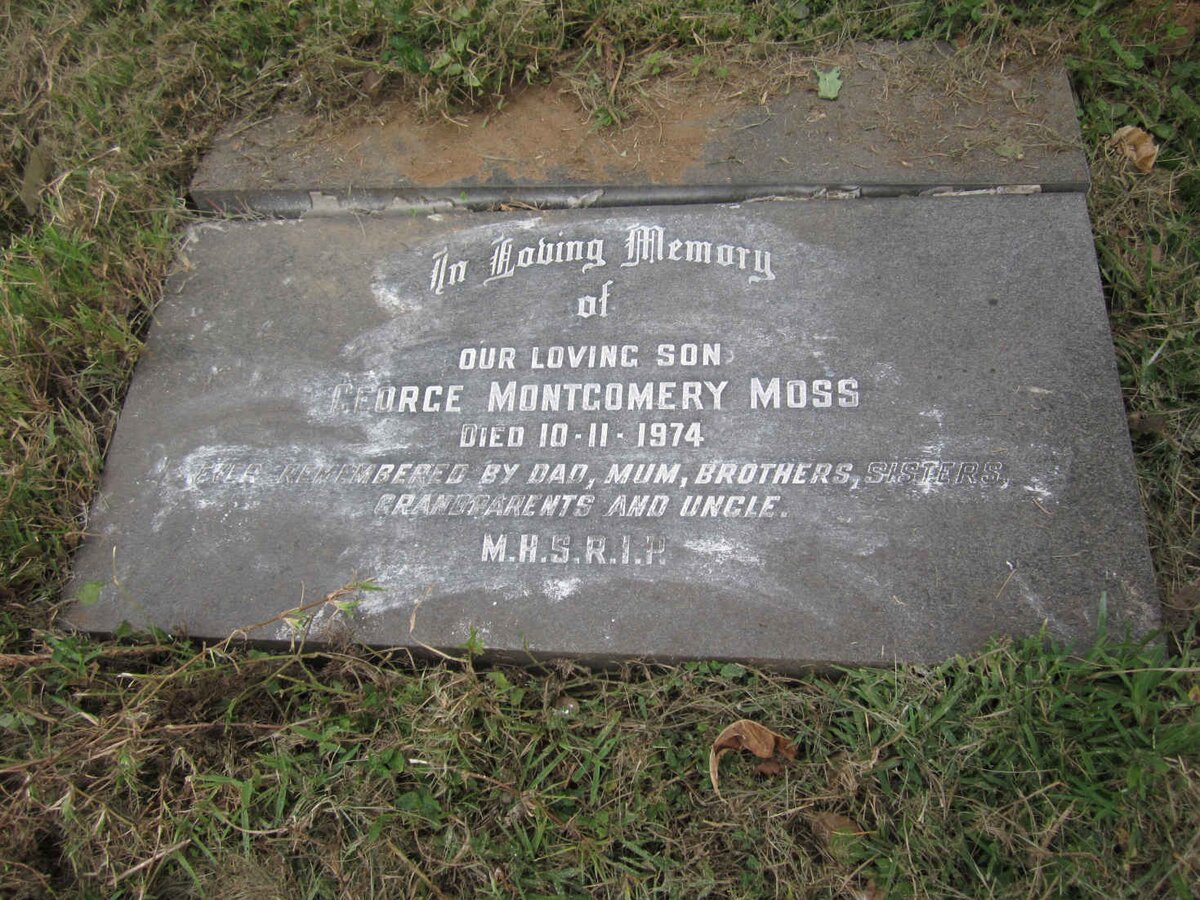 In Loving Memory
of
OUR LOVING SON
GEORGE MONTGOMERY MOSS
DIED 10-11-1974
EVER REMEMBERED BY DAD, MUM, BROTHERS, SISTERS,
GRANDPARENTS AND UNCLE.
M.H.S.R.I.P.